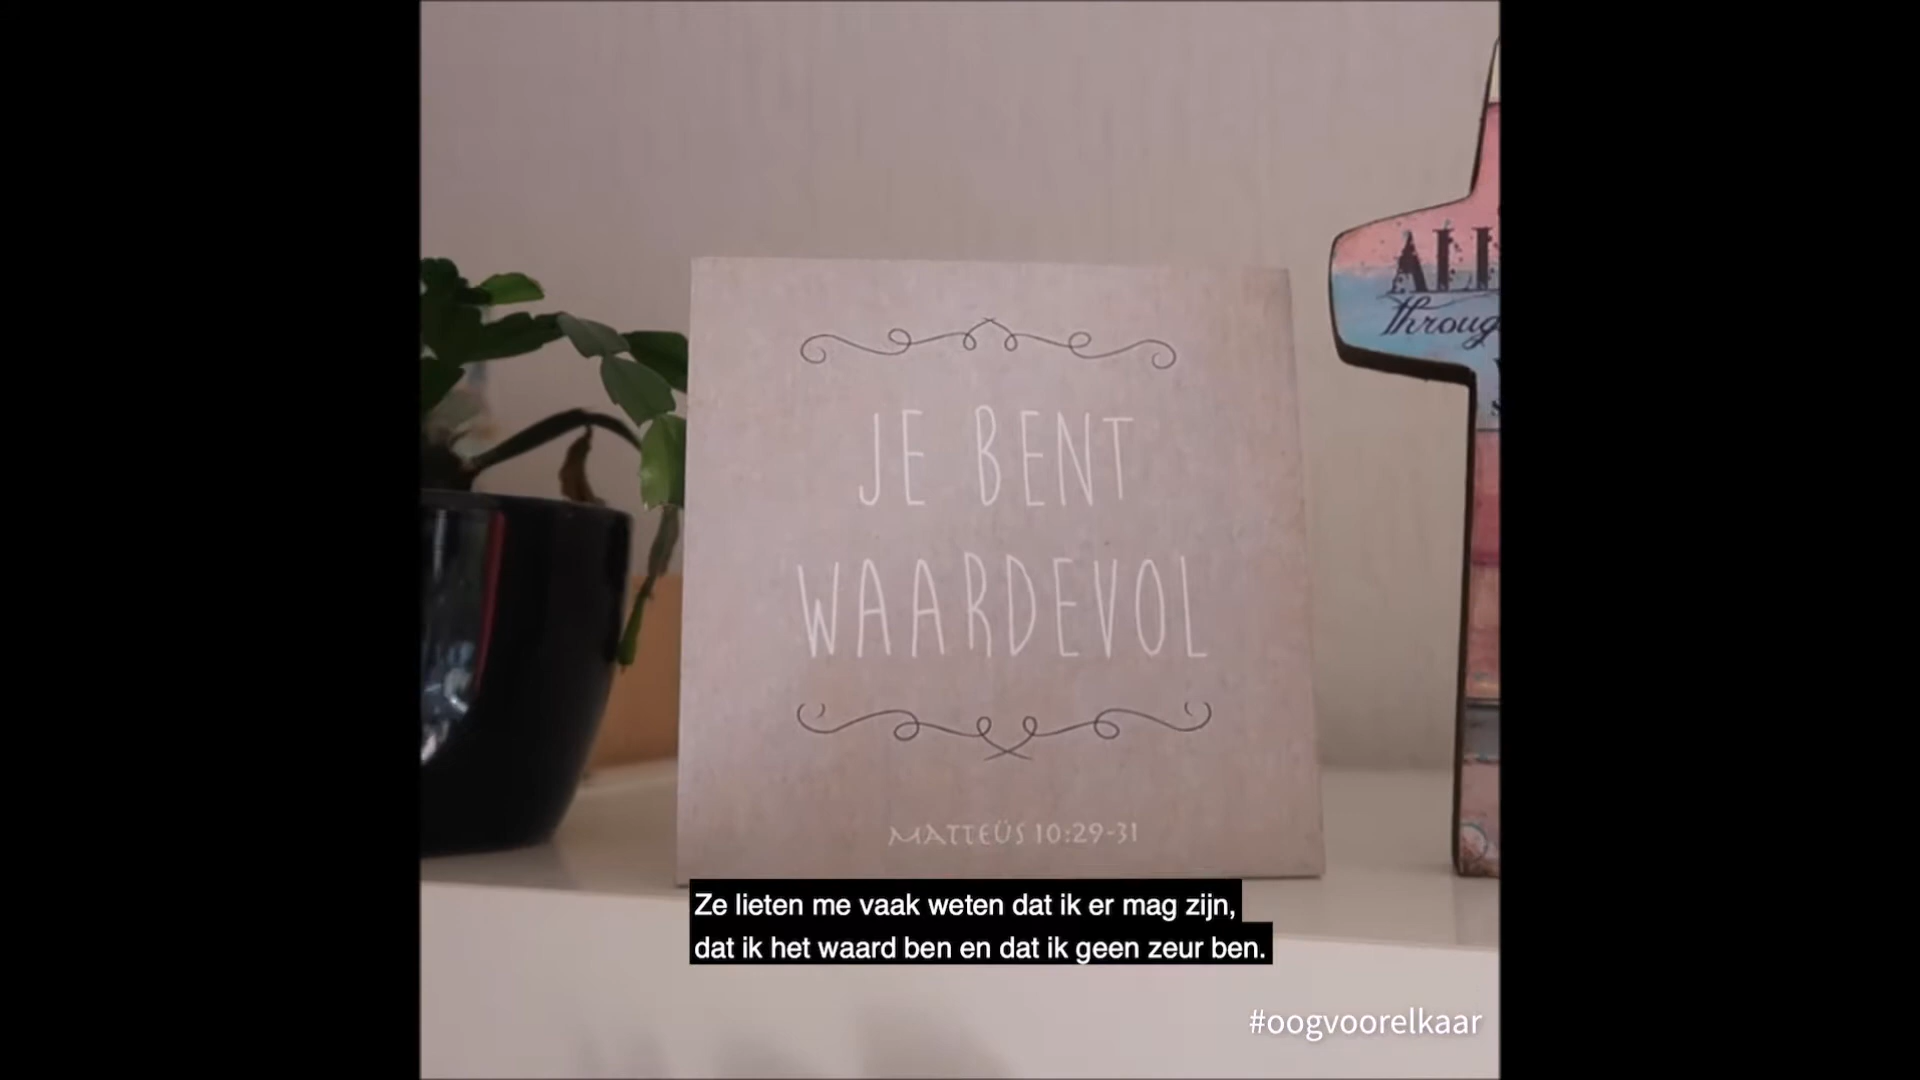 JE BENT
WAARDEVOL
MATTEÜS 10:29-31
throug
Ze lieten me vaak weten dat ik er mag zijn,
dat ik het waard ben en dat ik geen zeur ben.
#oogvoorelkaar